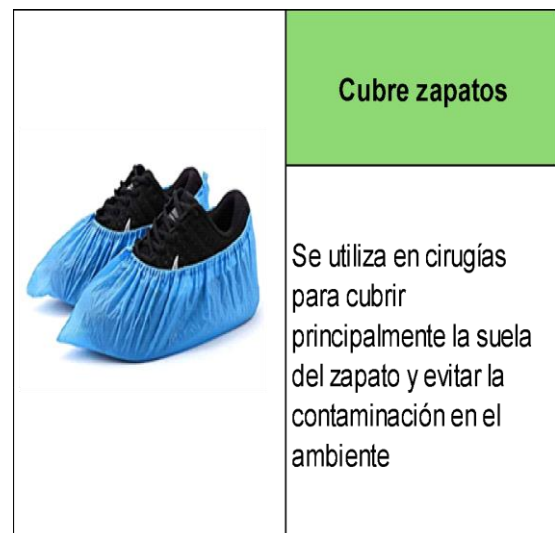 Cubre zapatos
Se utiliza en cirugías
para cubrir
principalmente la suela
del zapato y evitar la
contaminación en el
ambiente